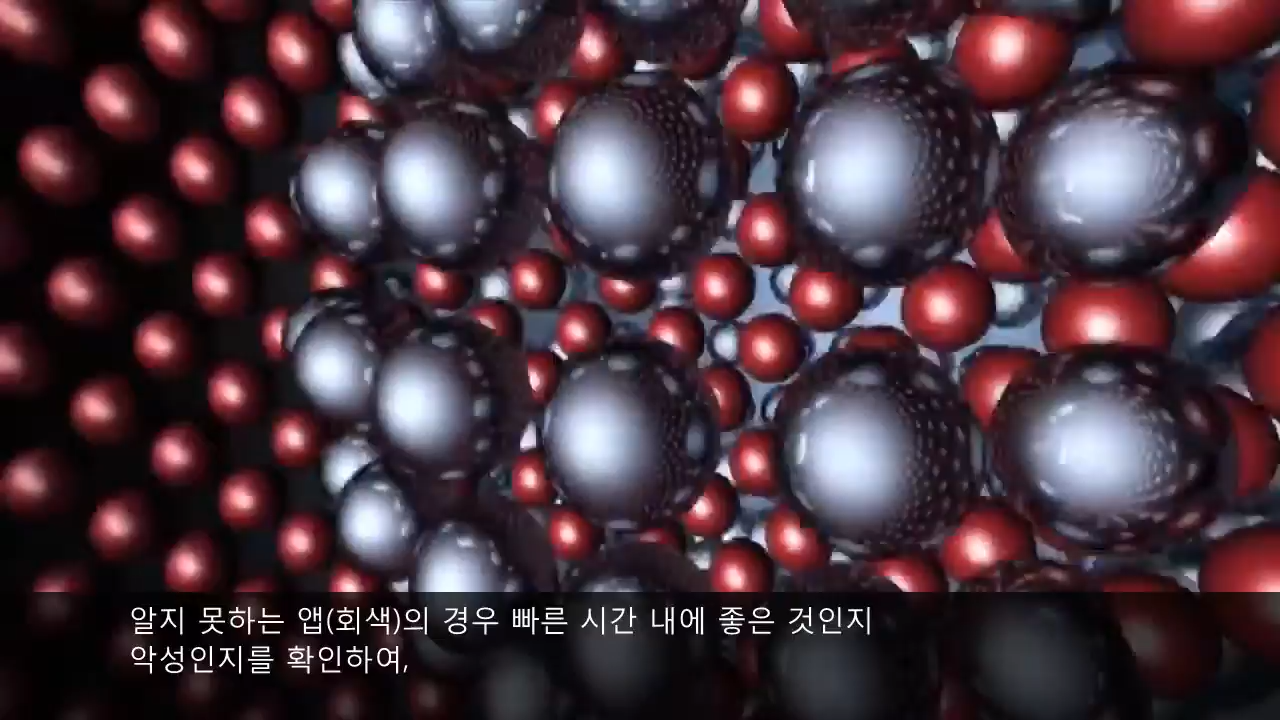 알지 못하는 앱(회색)의 경우 빠른 시간 내에 좋은 것인지
악성인지를 확인하여,